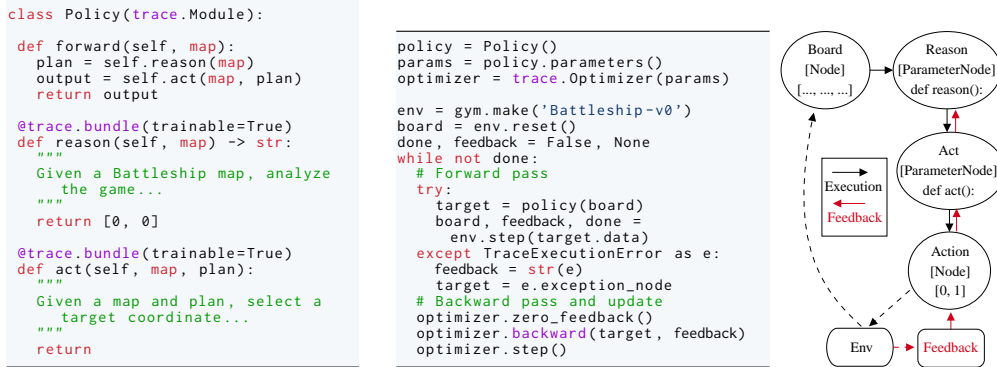 class Policy(trace.Module):
def forward(self, map):
plan = self.reason(map)
output = self.act(map, plan)
return output
@trace.bundle(trainable=True)
def reason(self, map) -> str:
"""
Given a Battleship map, analyze
the game...
"""
return [0, 0]
@trace.bundle(trainable=True)
def act(self, map, plan):
"""
Given a map and plan, select a
target coordinate...
"""
return
policy = Policy()
params = policy.parameters()
optimizer = trace.Optimizer(params)
env = gym.make('Battleship-v0')
board = env.reset()
done, feedback = False, None
while not done:
# Forward pass
try:
target = policy(board)
board, feedback, done =
env.step(target.data)
except TraceExecutionError as e:
feedback = str(e)
target = e.exception_node
# Backward pass and update
optimizer.zero_feedback()
optimizer.backward(target, feedback)
optimizer.step()
Board
[Node]
[..., ..., ...]
Reason
[ParameterNode]
def reason():
Act
[ParameterNode]
def act():
Execution
Feedback
Action
[Node]
[0, 1]
Env
Feedback